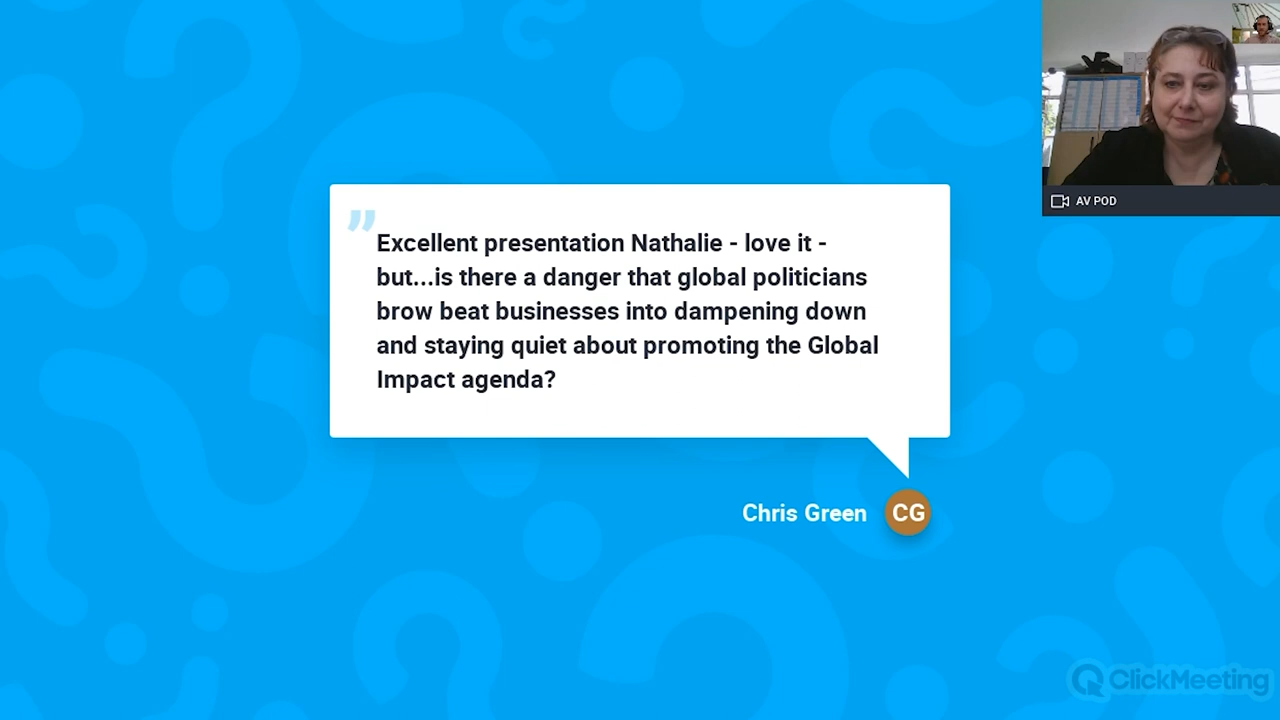 AV POD
”
Excellent presentation Nathalie - love it -
but...is there a danger that global politicians
brow beat businesses into dampening down
and staying quiet about promoting the Global
Impact agenda?
Chris Green CG
ClickMeeting